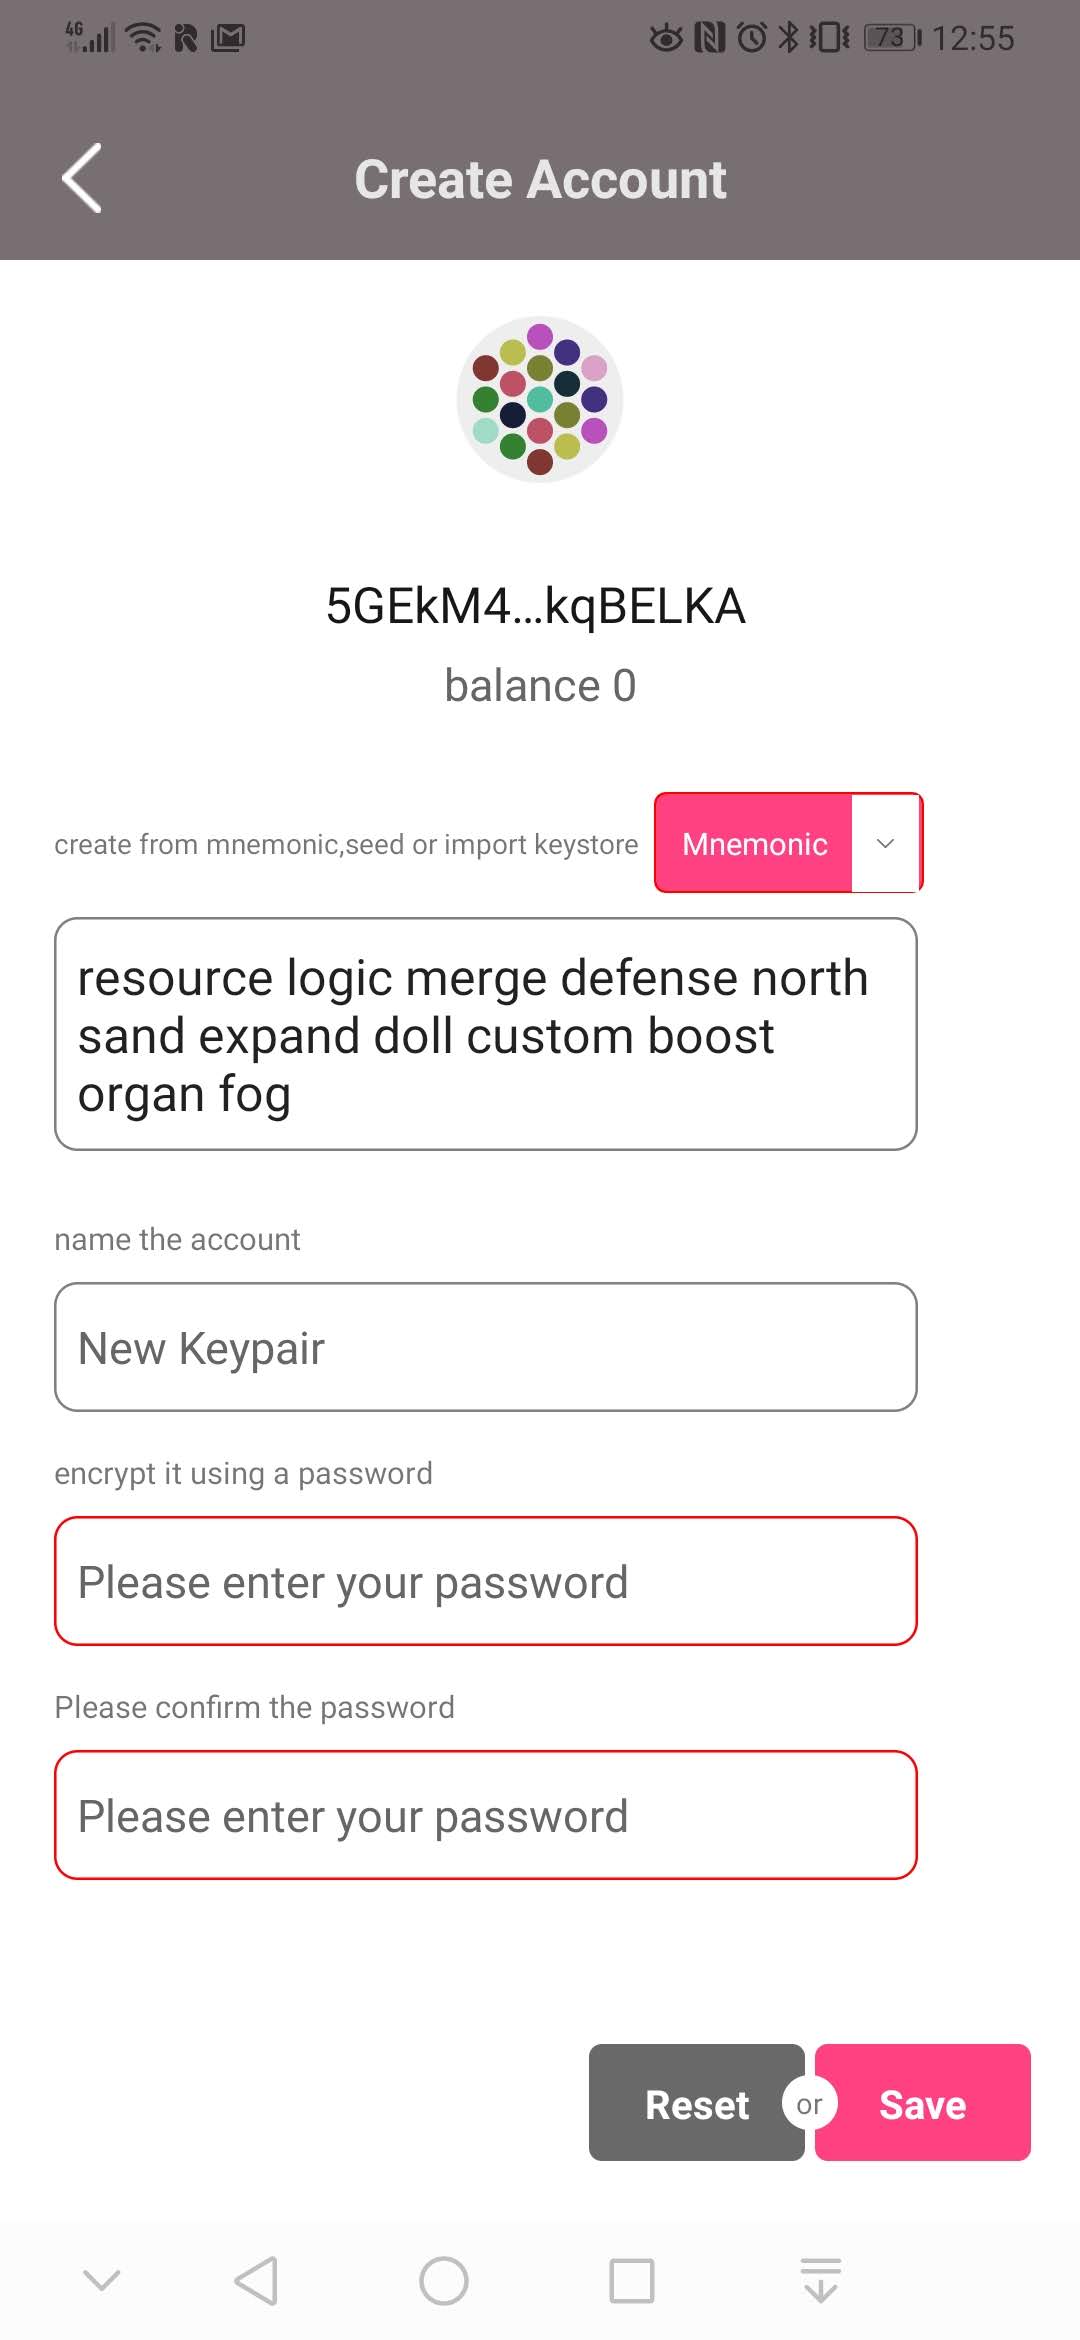 4G 73 12:55
Create Account
5GEkM4...kqBELKA
balance 0
create from mnemonic,seed or import keystore Mnemonic
resource logic merge defense north
sand expand doll custom boost
organ fog
name the account
New Keypair
encrypt it using a password
Please enter your password
Please confirm the password
Please enter your password
Reset or Save